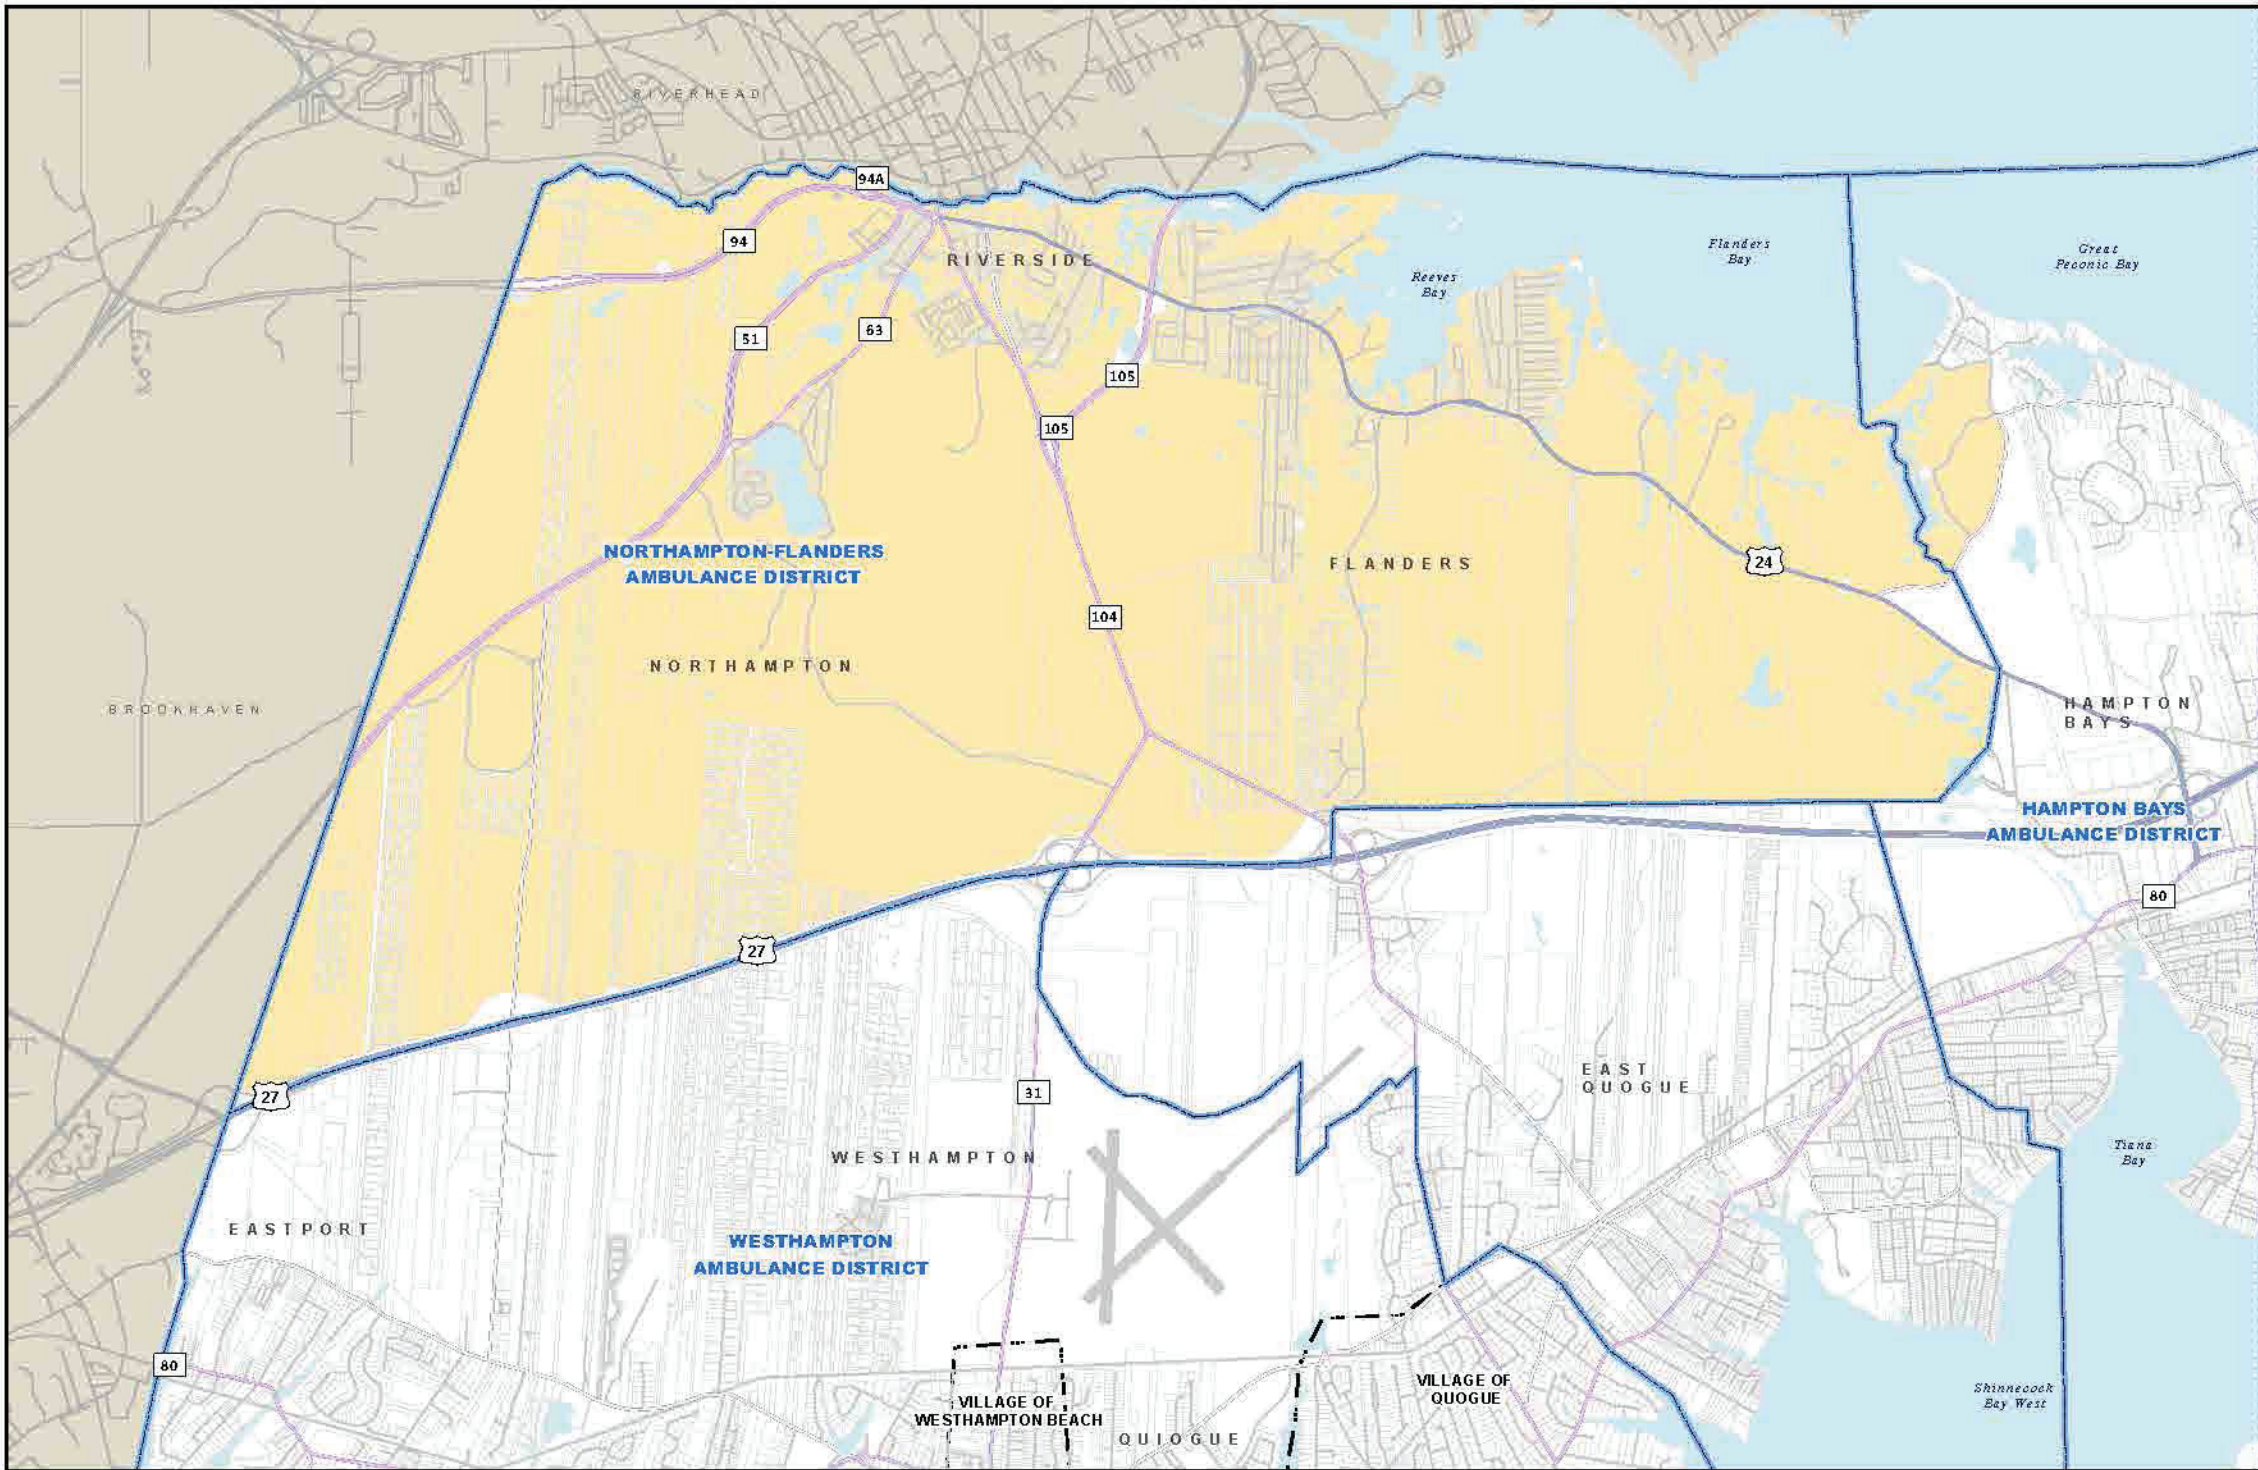 RIVERHEAD
94A
94
RIVERSIDE
Flanders
Bay
Great
Peconic Bay
Reeves
Bay
51
63
105
105
NORTHAMPTON-FLANDERS
AMBULANCE DISTRICT
FLANDERS
24
104
NORTHAMPTON
BROOKHAVEN
HAMPTON
BAYS
HAMPTON BAYS
AMBULANCE DISTRICT
80
27
27
31
EAST
QUOGUE
WESTHAMPTON
Tiana
Bay
EASTPORT
WESTHAMPTON
AMBULANCE DISTRICT
80
VILLAGE OF
WESTHAMPTON BEACH
VILLAGE OF
QUOGUE
Shinnecock
Bay West
QUIOGUE